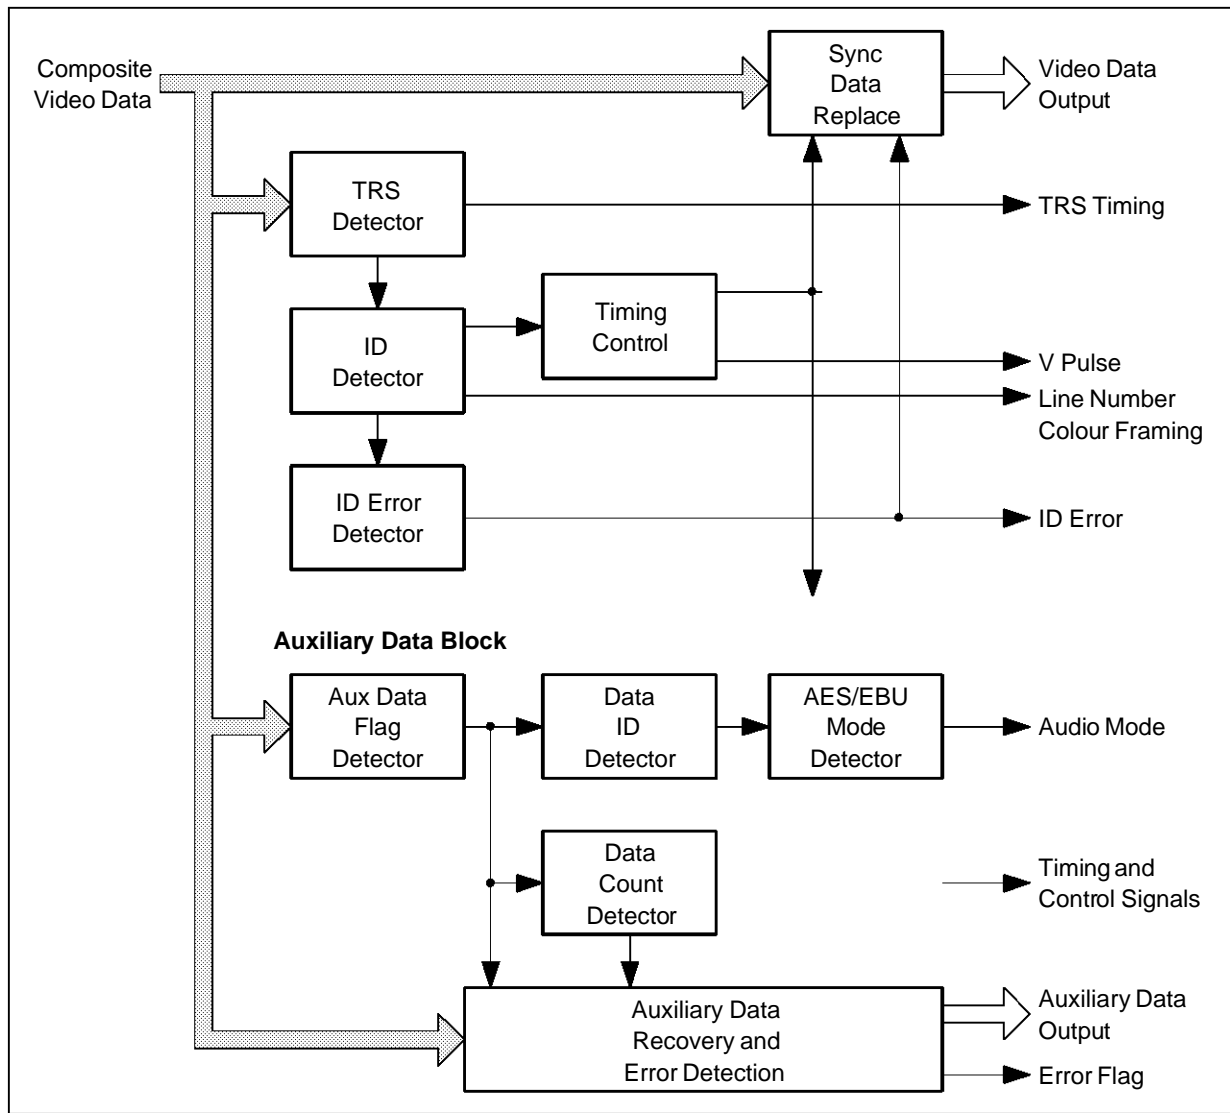 Composite
Video Data
Sync
Data
Replace
Video Data
Output
TRS
Detector
TRS Timing
Timing
Control
ID
Detector
V Pulse
Line Number
Colour Framing
ID Error
Detector
ID Error
Auxiliary Data Block
Aux Data
Flag
Detector
Data
ID
Detector
AES/EBU
Mode
Detector
Audio Mode
Data
Count
Detector
Timing and
Control Signals
Auxiliary Data
Recovery and
Error Detection
Auxiliary Data
Output
Error Flag